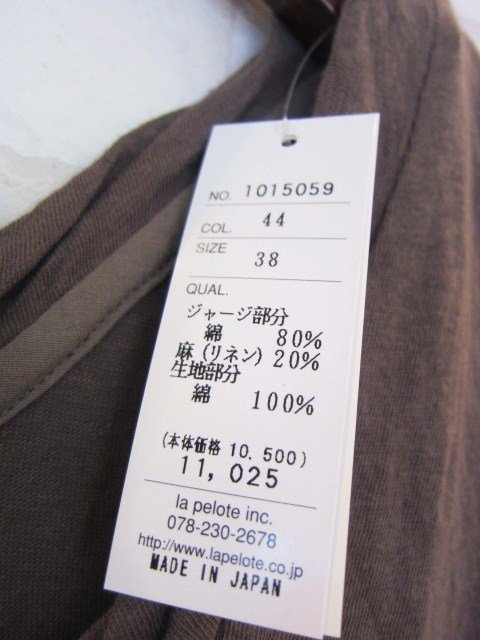 NO. 1015059
COL. 44
SIZE 38
QUAL.
ジャージ部分
綿 80%
麻(リネン)20%
生地部分
綿 100%
(本体価格 10,500)
11,025
la pelote inc.
078-230-2678
http://www.lapelote.co.jp
MADE IN JAPAN